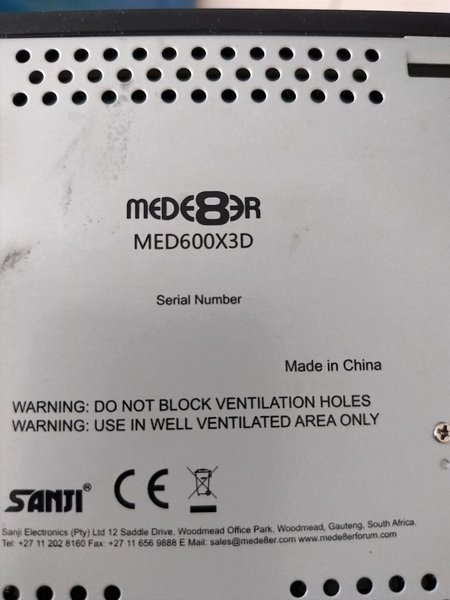 MEDE8ER
MED600X3D
Serial Number
Made in China
WARNING: DO NOT BLOCK VENTILATION HOLES
WARNING: USE IN WELL VENTILATED AREA ONLY
SANJI® CE
Sanji Electronics (Pty) Ltd 12 Saddle Drive, Woodmead Office Park, Woodmead, Gauteng, South Africa.
Tel: +27 11 202 8160 Fax: +27 11 656 9888 E Mail: sales@mede8er.com www.mede8erforum.com